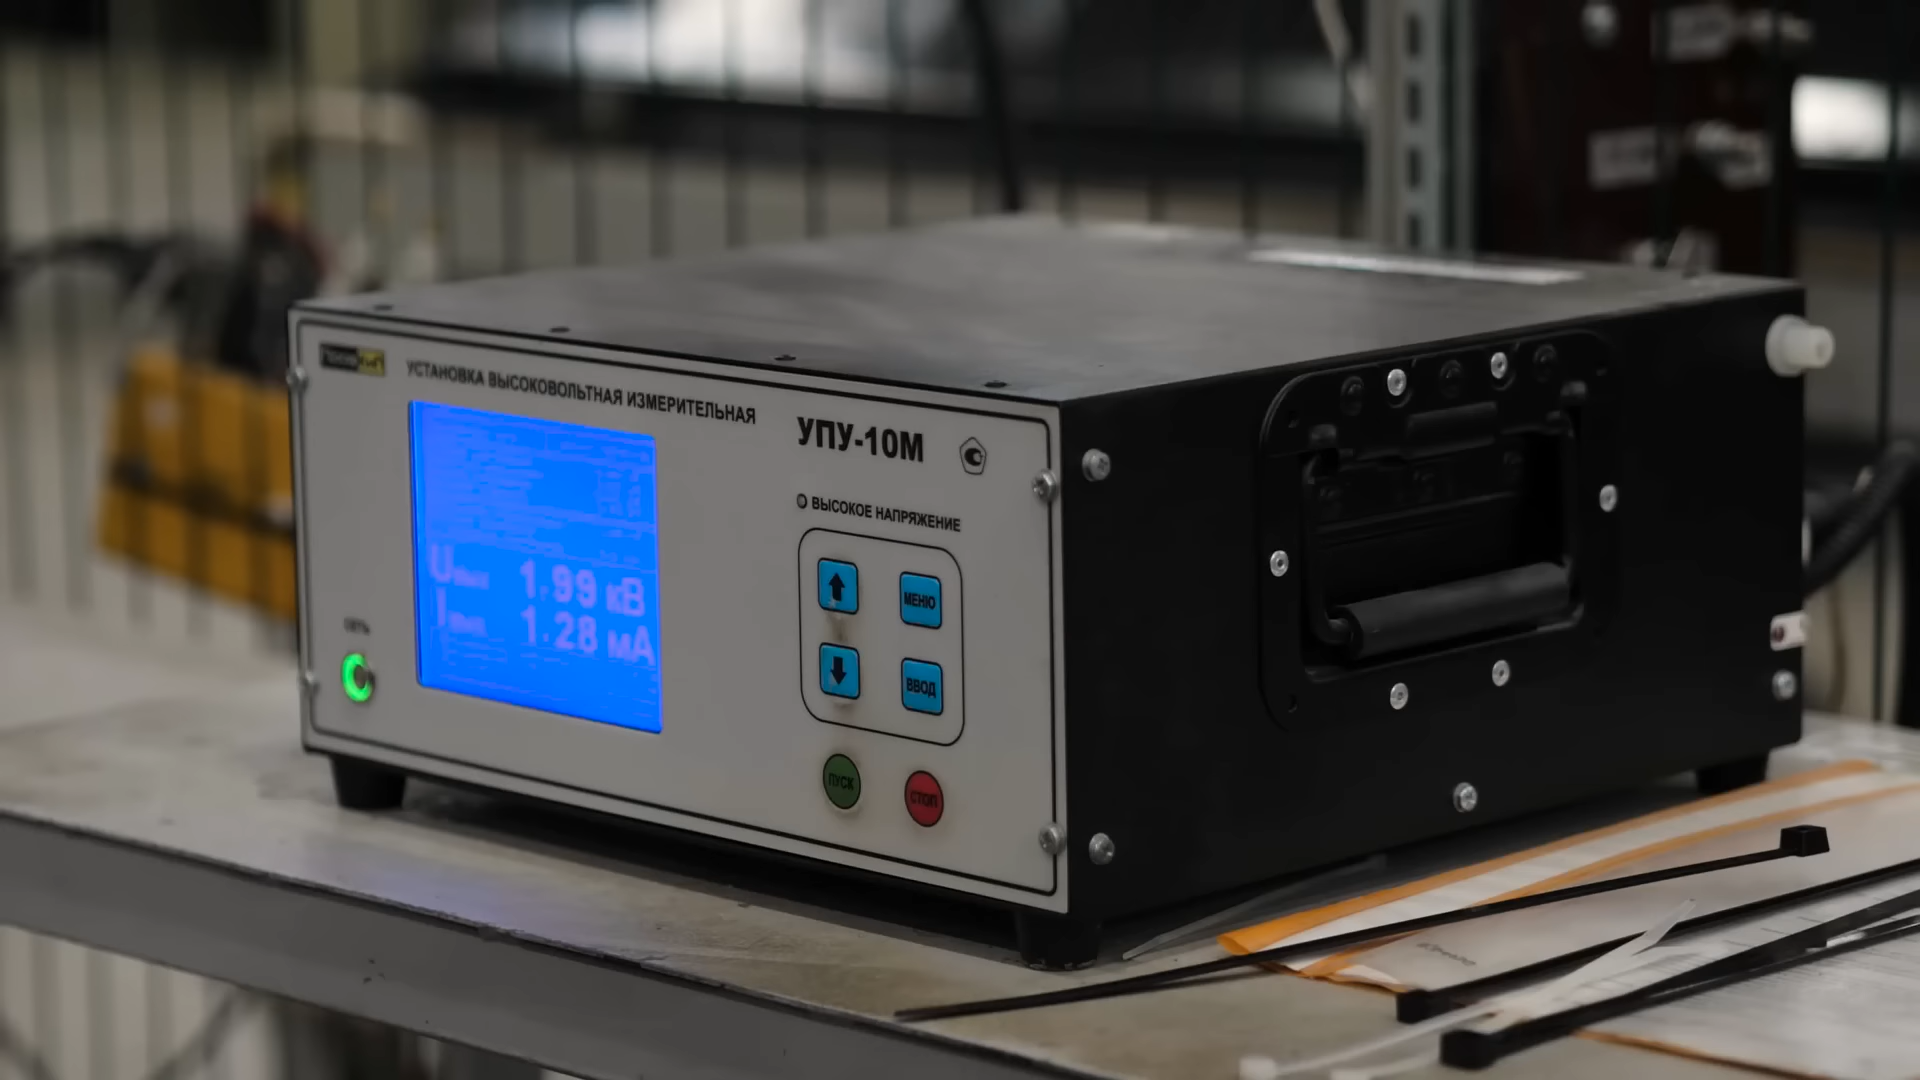 УСТАНОВКА ВЫСОКОВОЛЬТНАЯ ИЗМЕРИТЕЛЬНАЯ
УПУ-10М
ВЫСОКОЕ НАПРЯЖЕНИЕ
U 1.99 кВ
I 1.28 мА
МЕНЮ
ВВОД
СЕТЬ
ПУСК
СТОП